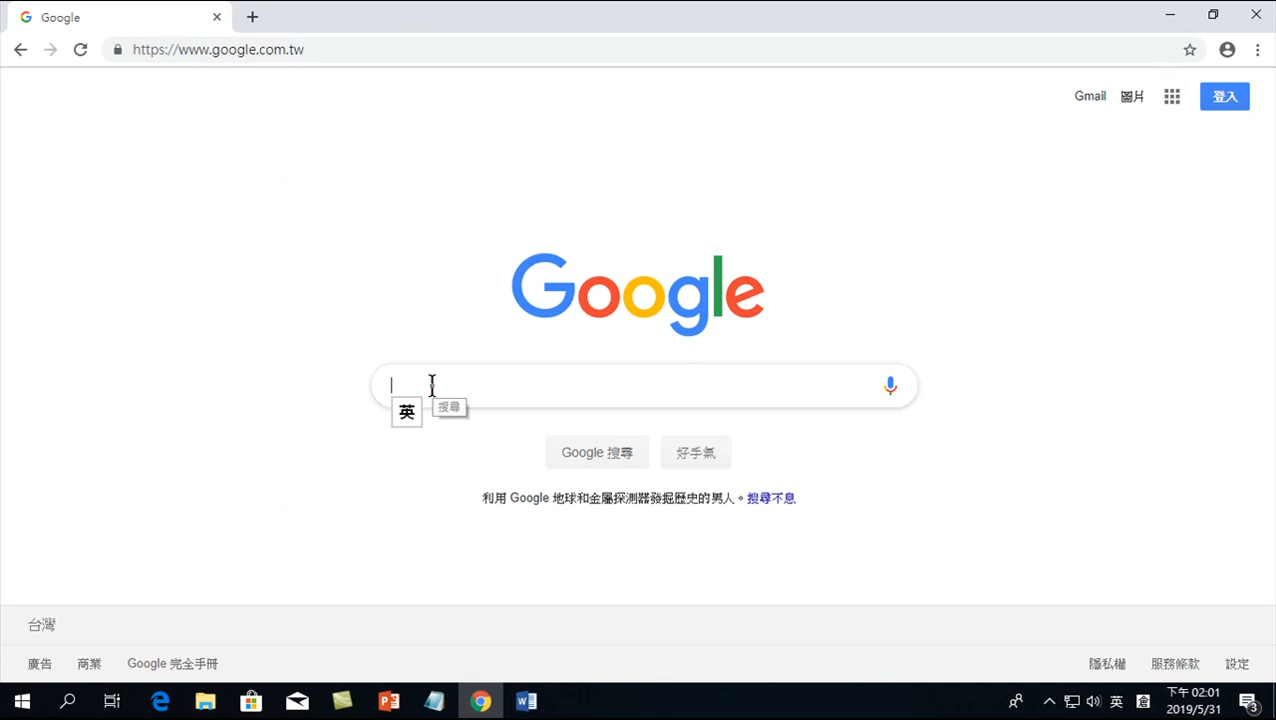 Google
https://www.google.com.tw
Gmail 圖片 登入
Google
英 搜尋
Google 搜尋 好手氣
利用 Google 地球和金屬探測器發掘歷史的男人。搜尋不息
台灣
廣告 商業 Google 完全手冊 隱私權 服務條款 設定
英 倉 下午 02:01
2019/5/31 3